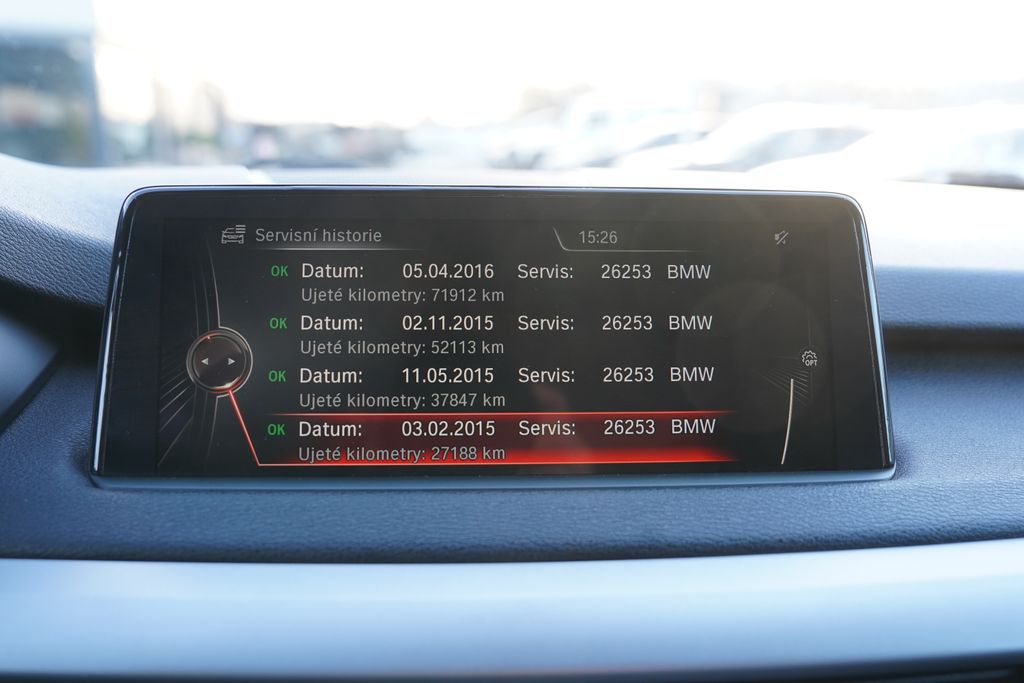 Servisní historie 15:26
OK Datum: 05.04.2016 Servis: 26253 BMW
Ujeté kilometry: 71912 km
OK Datum: 02.11.2015 Servis: 26253 BMW
Ujeté kilometry: 52113 km
OK Datum: 11.05.2015 Servis: 26253 BMW
Ujeté kilometry: 37847 km
OPT
OK Datum: 03.02.2015 Servis: 26253 BMW
Ujeté kilometry: 27188 km